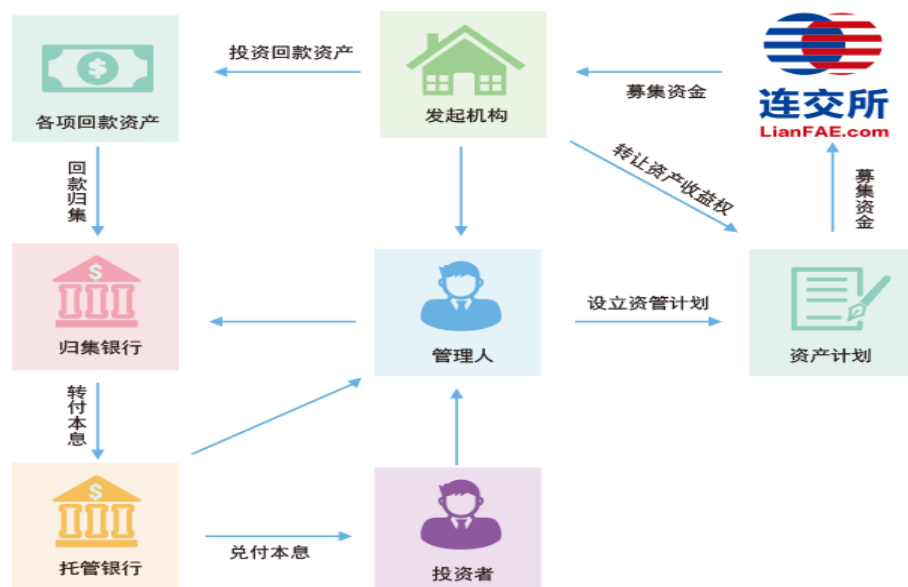 投资回款资产
募集资金
各项回款资产
发起机构
连交所
LianFAE.com
回款归集
转让资产收益权
募集资金
归集银行
管理人
设立资管计划
资产计划
转付本息
托管银行
兑付本息
投资者